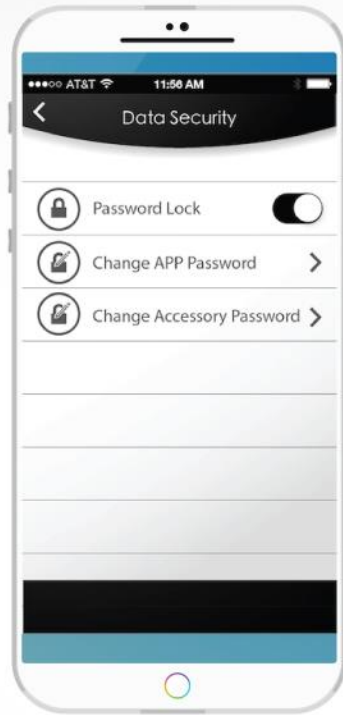 AT&T 11:56 AM
Data Security
Password Lock
Change APP Password
Change Accessory Password